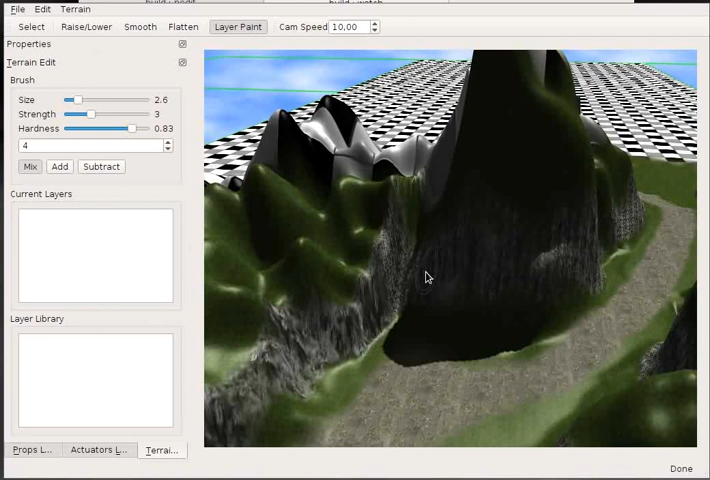 File Edit Terrain
Select Raise/Lower Smooth Flatten Layer Paint Cam Speed 10,00
Properties
Terrain Edit
Brush
Size 2.6
Strength 3
Hardness 0.83
4
Mix Add Subtract
Current Layers
Layer Library
Props L... Actuators L... Terrai...
Done